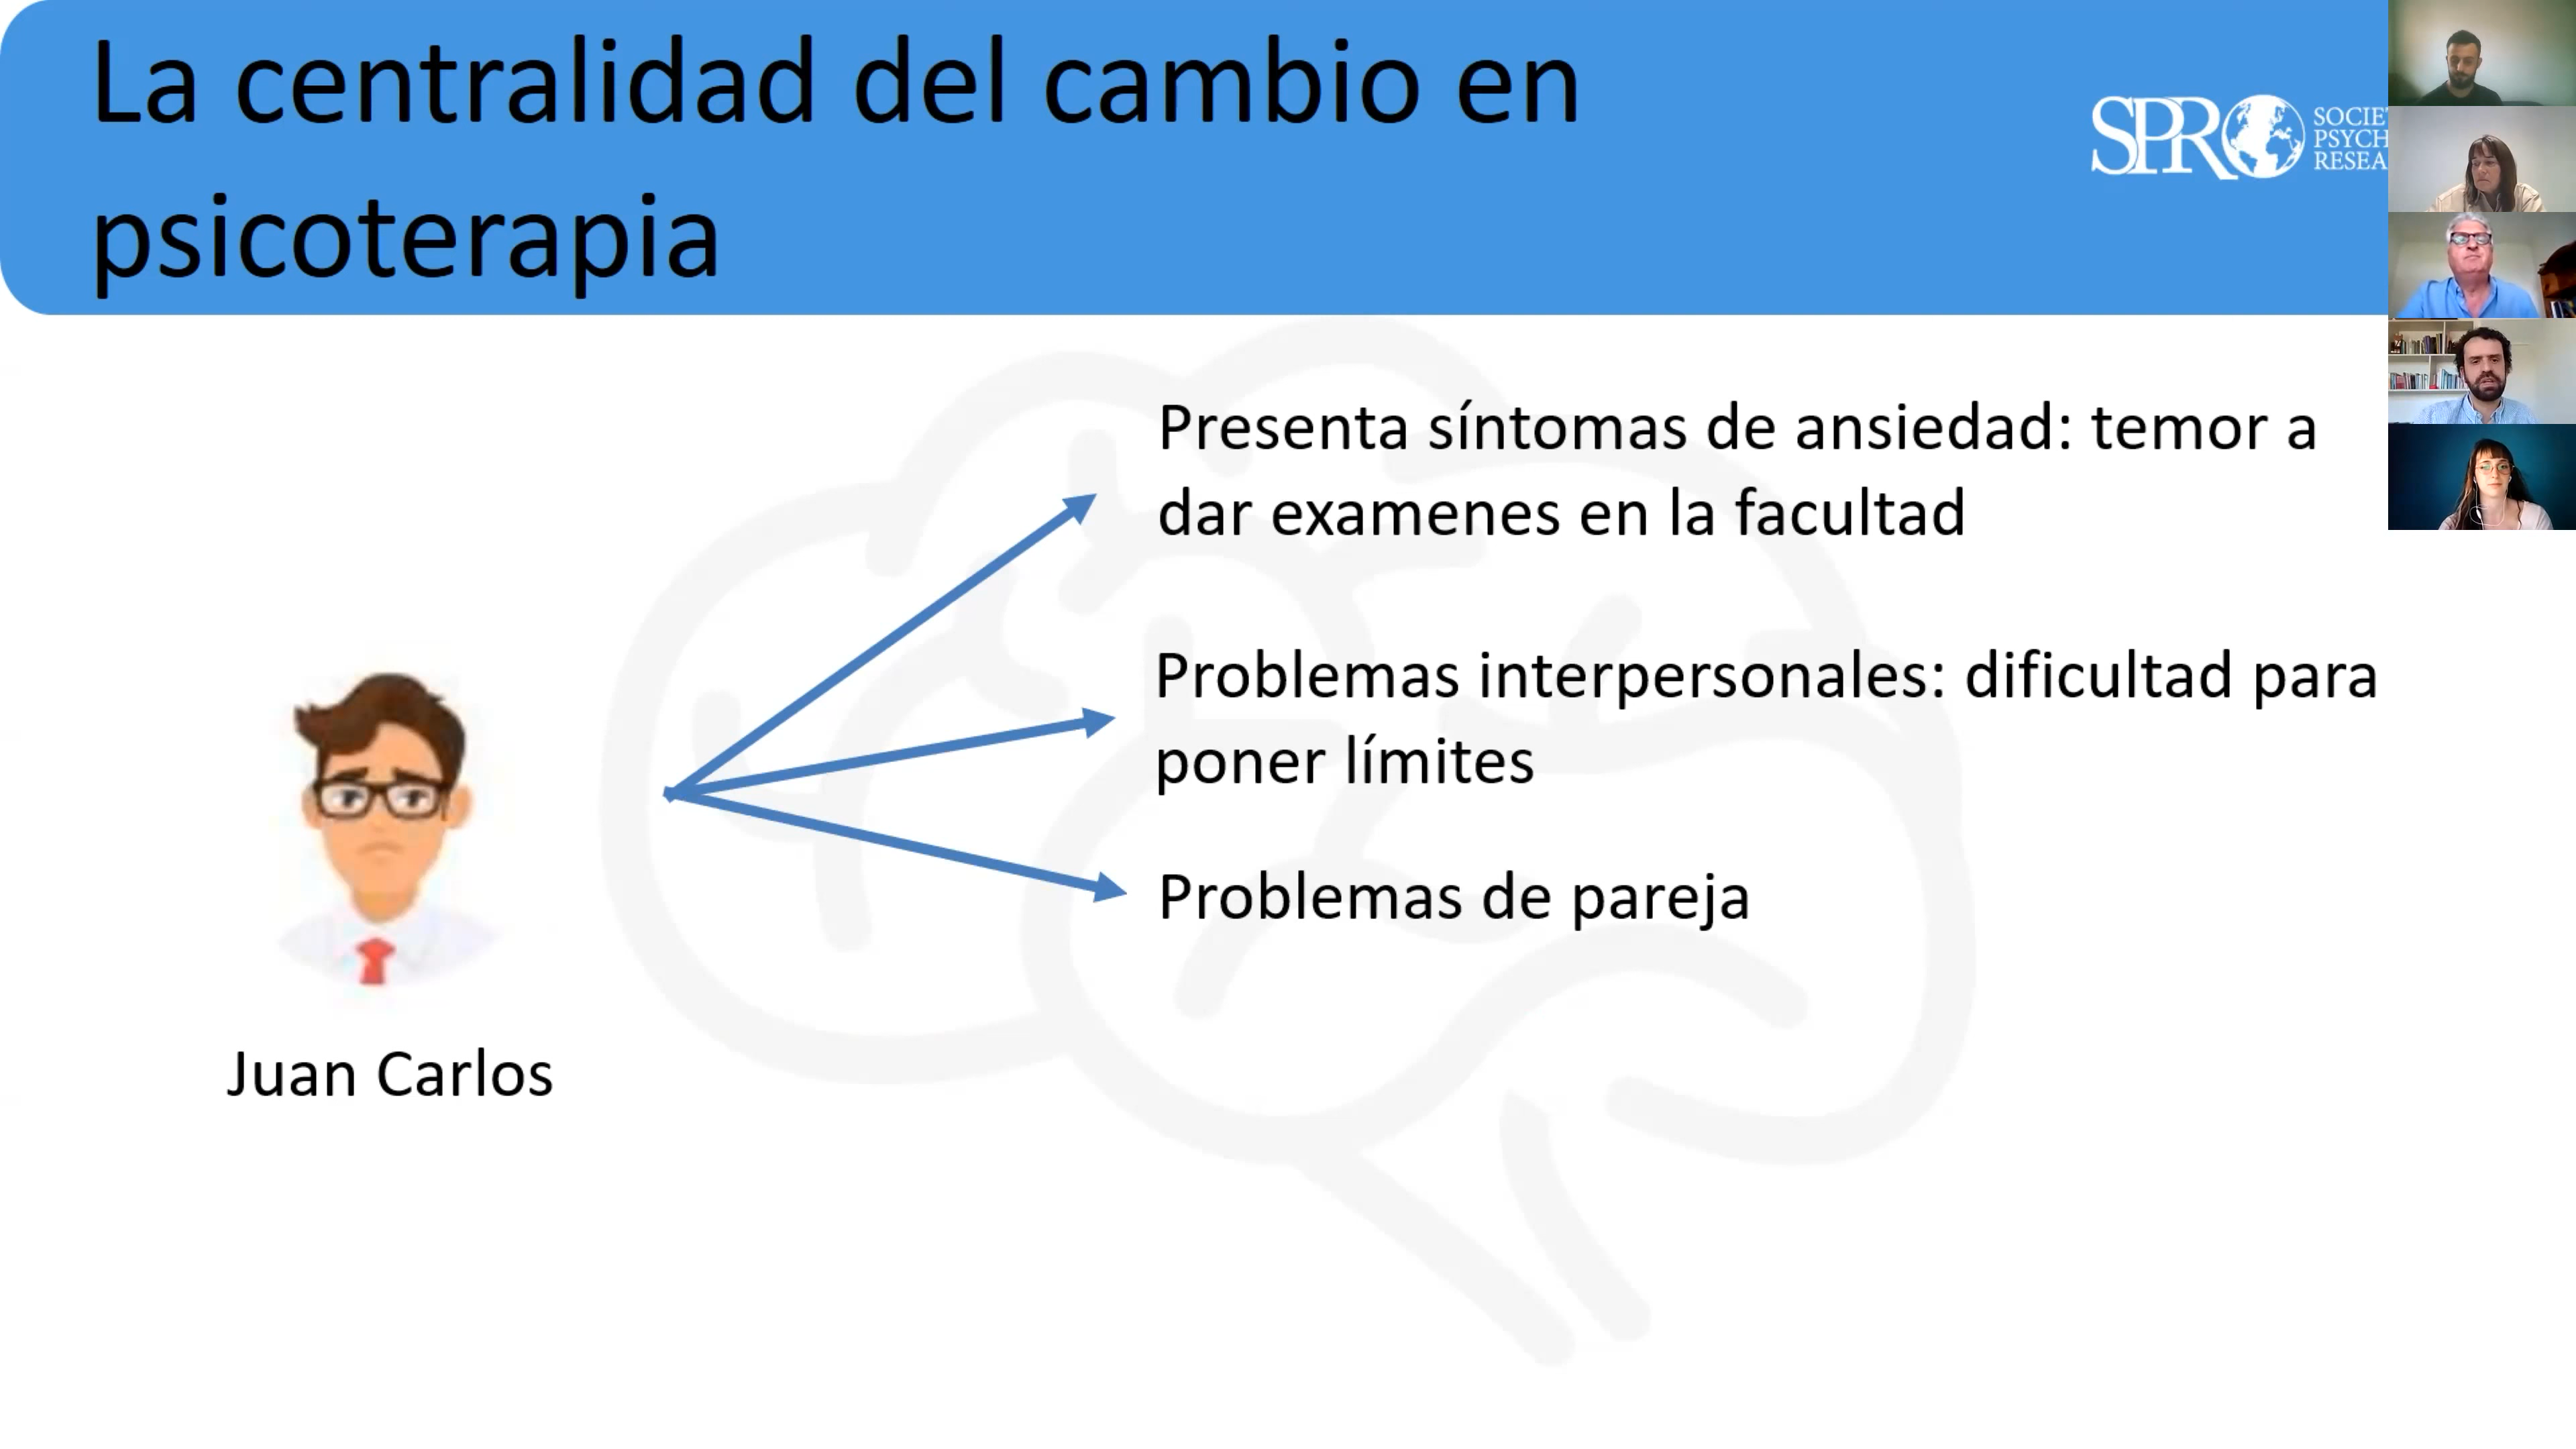 La centralidad del cambio en
psicoterapia
SPR
PSYCH
Presenta síntomas de ansiedad: temor a
dar examenes en la facultad
Problemas interpersonales: dificultad para
poner límites
Problemas de pareja
Juan Carlos